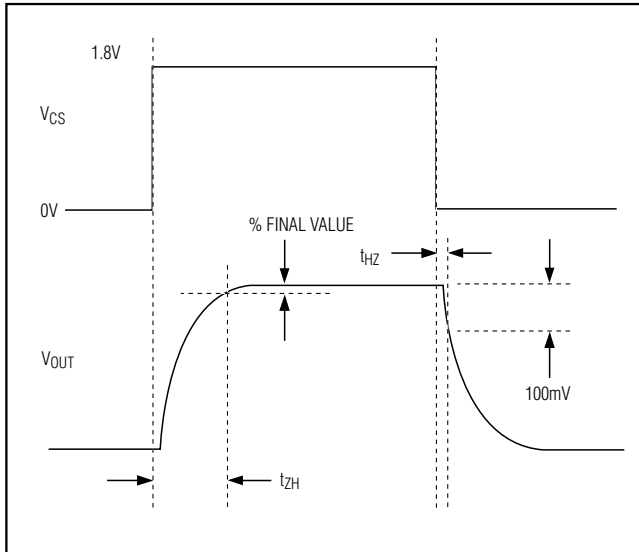 1.8V
VCS
0V
% FINAL VALUE
tHZ
VOUT
100mV
tZH